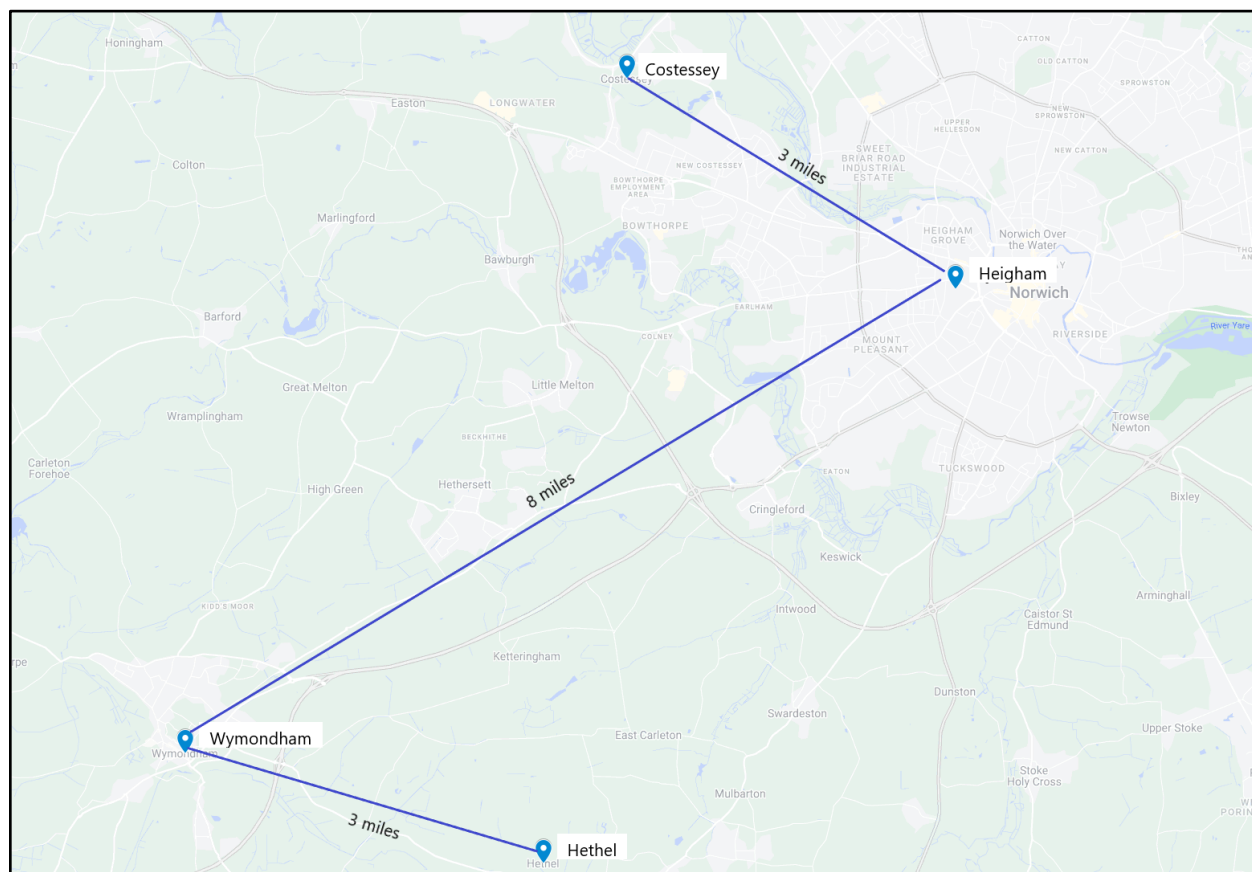 Honingham
Costessey
Costessey
CATTON
OLD CATTON
SPROWSTON
Easton
LONGWATER
UPPER
HELLESDON
NEW
SPROWSTON
NEW CATTON
SWEET
BRIAR ROAD
INDUSTRIAL
ESTATE
3 miles
Colton
NEW COSTESSEY
BOWTHORPE
EMPLOYMENT
AREA
Marlingford
BOWTHORPE
HEIGHAM
GROVE
Norwich Over
the Water
Bawburgh
Heigham
Norwich
EARLHAM
Barford
COLNEY
MOUNT
PLEASANT
RIVERSIDE
River Yare
Great Melton
Little Melton
Wramplingham
Trowse
Newton
BECKHITHE
Carleton
Forehoe
Hethersett
EATON
TUCKSWOOD
High Green
8 miles
Cringleford
Bixley
Keswick
KIDD'S MOOR
Intwood
Caistor St
Edmund
Arminghall
Ketteringham
Dunston
Swardeston
Wymondham
Wymondham
East Carleton
Upper Stoke
Stoke
Holy Cross
Mulbarton
3 miles
Hethel
Hethel